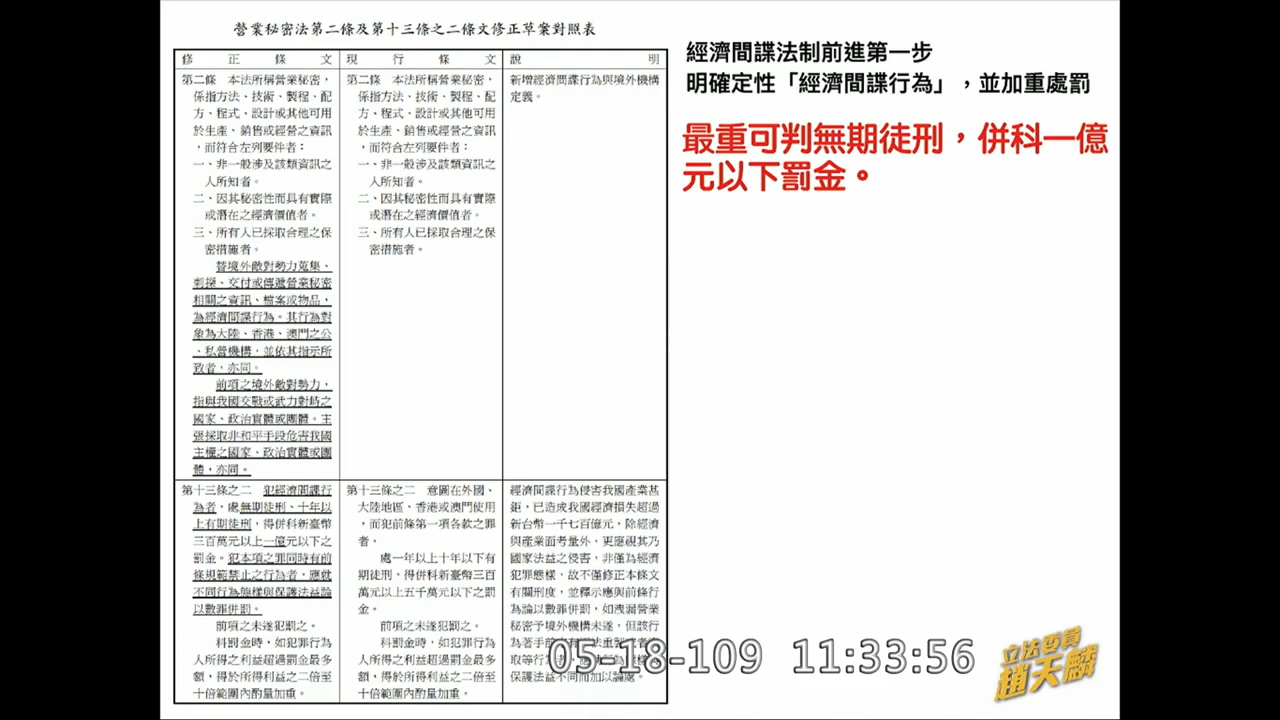 營業秘密法第二條及第十三條之二條文修正草案對照表
修正條文
第二條　本法所稱營業秘密，
係指方法、技術、製程、配
方、程式、設計或其他可用
於生產、銷售或經營之資訊
，而符合左列要件者：
一、非一般涉及該類資訊之
人所知者。
二、因其秘密性而具有實際
或潛在之經濟價值者。
三、所有人已採取合理之保
密措施者。
替境外敵對勢力蒐集、
刺探、交付或傳遞營業秘密
相關之資訊、檔案或物品，
為經濟間諜行為。其行為對
象為大陸、香港、澳門之公
、私營機構，並依其指示所
致者，亦同。
前項之境外敵對勢力，
指與我國交戰或武力對峙之
國家、政治實體或團體。主
張採取非和平手段危害我國
主權之國家、政治實體或團
體，亦同。
現行條文
第二條　本法所稱營業秘密，
係指方法、技術、製程、配
方、程式、設計或其他可用
於生產、銷售或經營之資訊
，而符合左列要件者：
一、非一般涉及該類資訊之
人所知者。
二、因其秘密性而具有實際
或潛在之經濟價值者。
三、所有人已採取合理之保
密措施者。
說明
新增經濟間諜行為與境外機構
定義。
第十三條之二　犯經濟間諜行
為者，處無期徒刑、十年以
上有期徒刑，得併科新臺幣
三百萬元以上一億元以下之
罰金。犯本項之罪同時有前
條規範禁止之行為者，應就
不同行為態樣與保護法益論
以數罪併罰。
前項之未遂犯罰之。
科罰金時，如犯罪行為
人所得之利益超過罰金最多
額，得於所得利益之二倍至
十倍範圍內酌量加重。
第十三條之二　意圖在外國、
大陸地區、香港或澳門使用
，而犯前條第一項各款之罪
者，
處一年以上十年以下有
期徒刑，得併科新臺幣三百
萬元以上五千萬元以下之罰
金。
前項之未遂犯罰之。
科罰金時，如犯罪行為
人所得之利益超過罰金最多
額，得於所得利益之二倍至
十倍範圍內酌量加重。
經濟間諜行為侵害我國產業甚
鉅，已造成我國經濟損失超過
新台幣一千七百億元，除經濟
與產業面考量外，更應視其乃
國家法益之侵害，非僅為經濟
犯罪態樣，故不僅修正本條文
有關刑度，並釋示應與前條行
為論以數罪併罰，如洩漏營業
秘密予境外機構未遂，但該行
為著手前
取等行
保護法益不同而加以論處。
經濟間諜法制前進第一步
明確定性「經濟間諜行為」，並加重處罰
最重可判無期徒刑，併科一億
元以下罰金。
05-18-109 11:33:56
立法委員
趙天麟